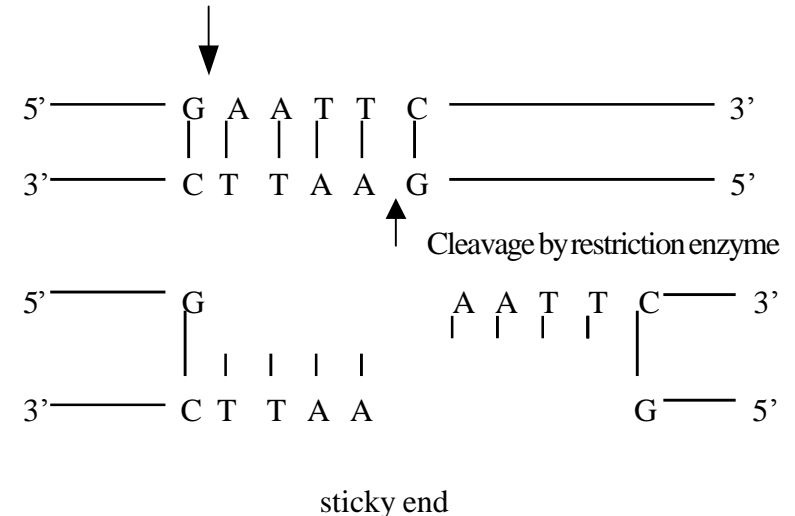 5’ G A A T T C 3’
3’ C T T A A G 5’
Cleavage by restriction enzyme
5’ G A A T T C 3’
3’ C T T A A G 5’
sticky end